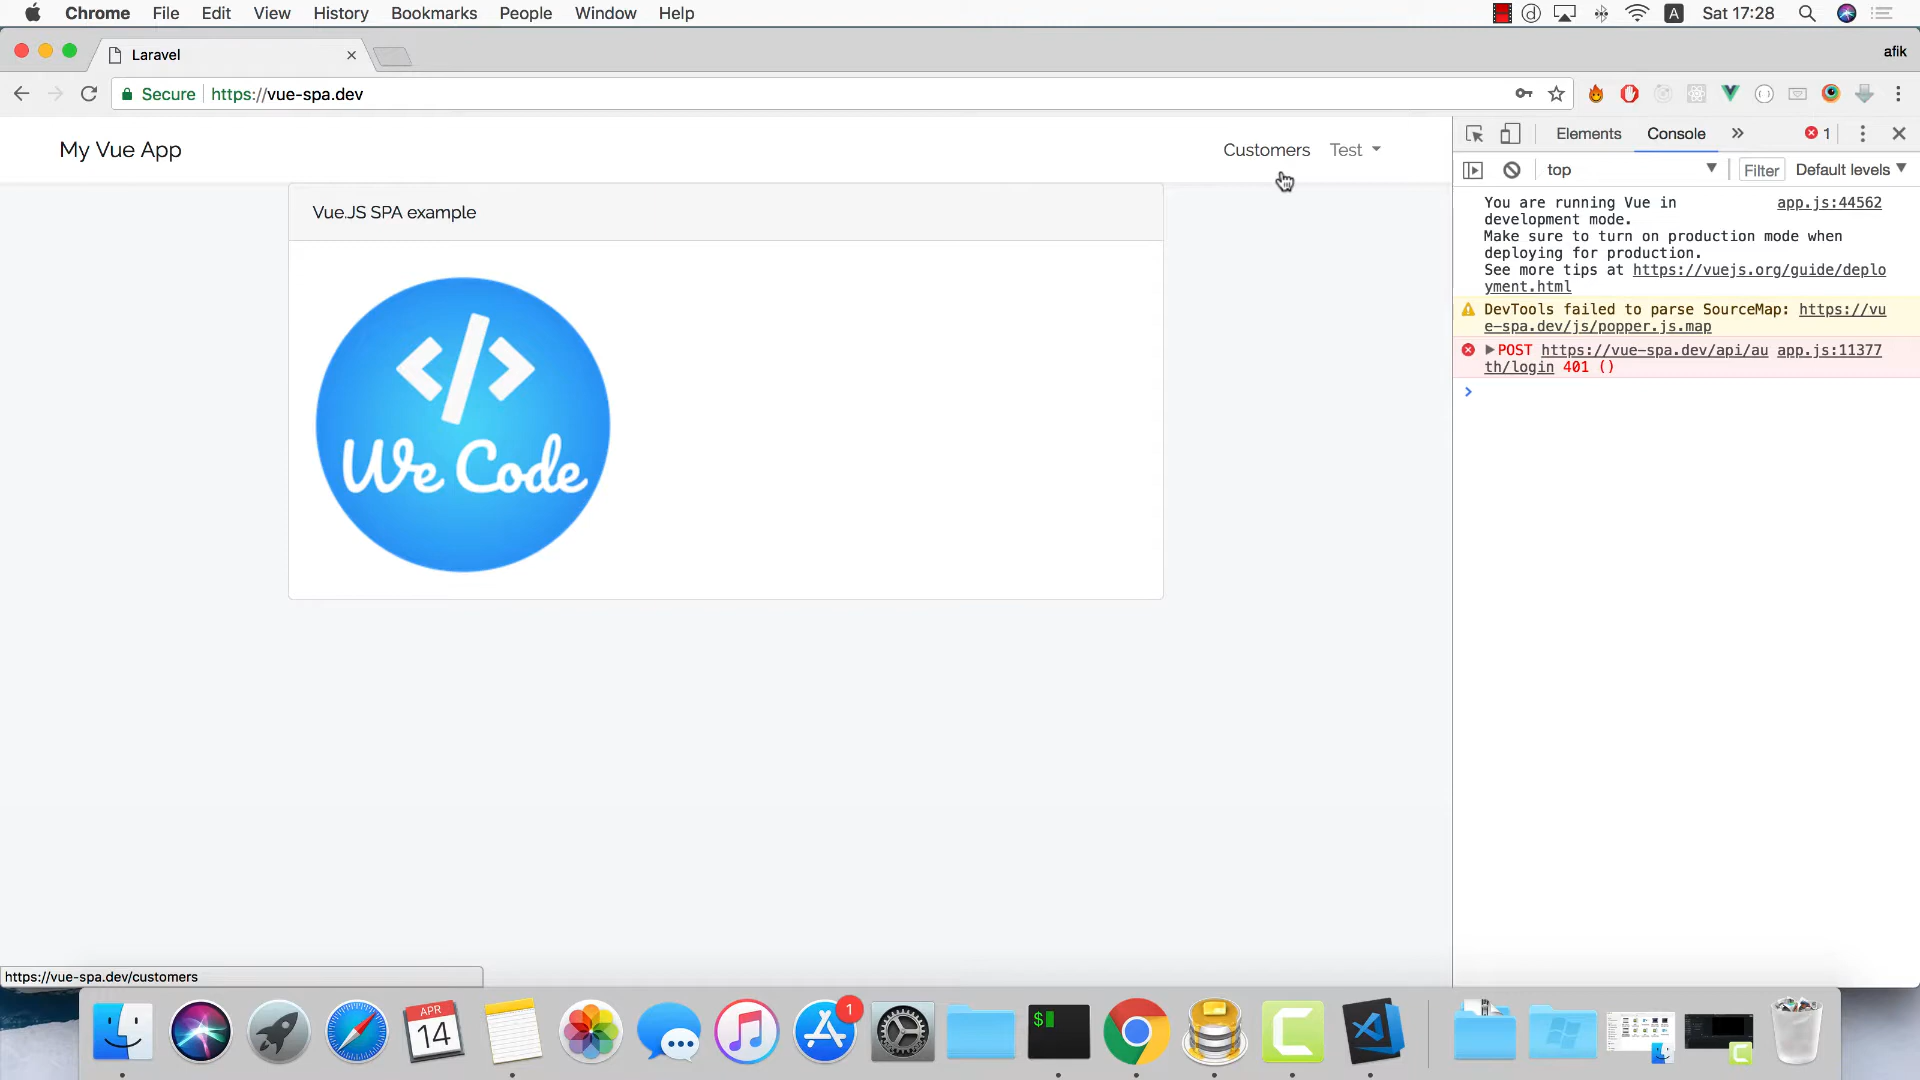 Chrome File Edit View History Bookmarks People Window Help
d A Sat 17:28
Laravel
afik
Secure https://vue-spa.dev
My Vue App
Customers Test
Vue.JS SPA example
</>
We Code
https://vue-spa.dev/customers
Elements Console » 1
top Filter Default levels
You are running Vue in app.js:44562
development mode.
Make sure to turn on production mode when
deploying for production.
See more tips at https://vuejs.org/guide/deplo
yment.html
DevTools failed to parse SourceMap: https://vu
e-spa.dev/js/popper.js.map
POST https://vue-spa.dev/api/au app.js:11377
th/login 401 ()
>
APR
14
1
$
C